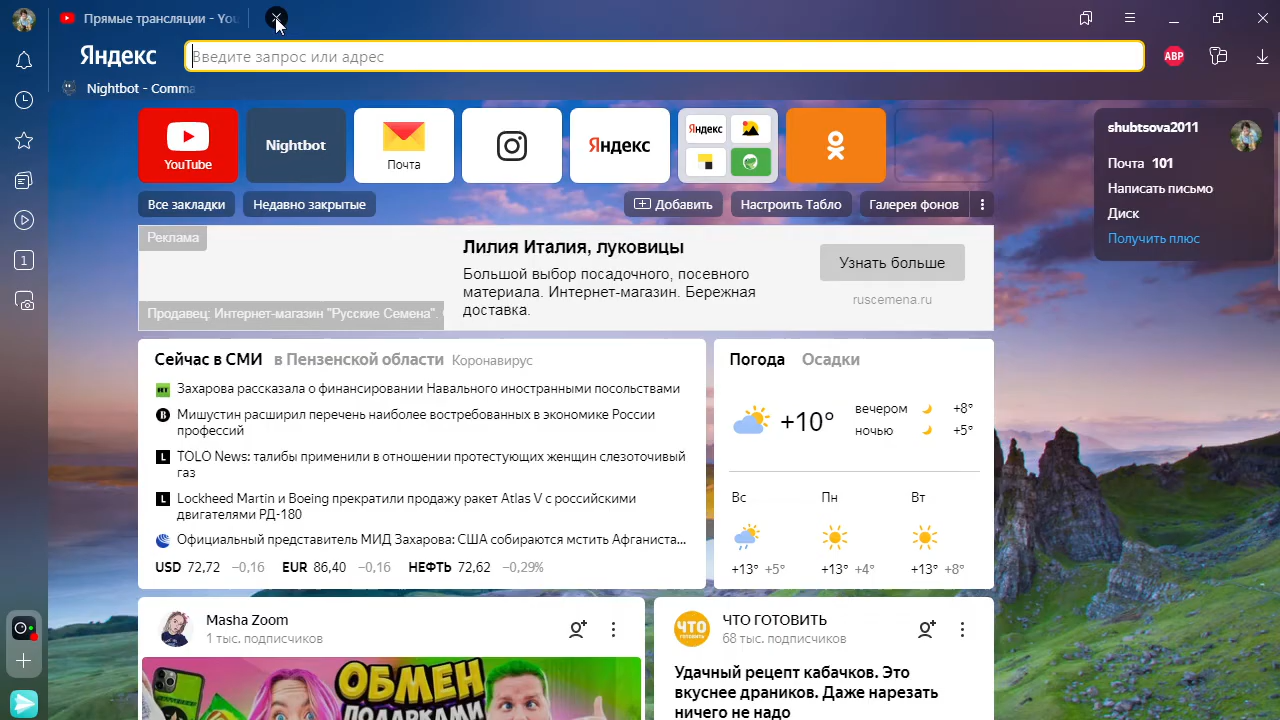 Прямые трансляции - You
Яндекс
Введите запрос или адрес
ABP
Nightbot - Comma
YouTube
Nightbot
Почта
Яндекс
Яндекс
shubtsova2011
Почта 101
Написать письмо
Диск
Получить плюс
Все закладки
Недавно закрытые
Добавить
Настроить Табло
Галерея фонов
Реклама
Продавец: Интернет-магазин "Русские Семена".
Лилия Италия, луковицы
Большой выбор посадочного, посевного
материала. Интернет-магазин. Бережная
доставка.
Узнать больше
ruscemena.ru
1
Сейчас в СМИ в Пензенской области Коронавирус
RT Захарова рассказала о финансировании Навального иностранными посольствами
В Мишустин расширил перечень наиболее востребованных в экономике России
профессий
L TOLO News: талибы применили в отношении протестующих женщин слезоточивый
газ
L Lockheed Martin и Boeing прекратили продажу ракет Atlas V с российскими
двигателями РД-180
Официальный представитель МИД Захарова: США собираются мстить Афганиста...
USD 72,72 −0,16 EUR 86,40 −0,16 НЕФТЬ 72,62 −0,29%
Погода Осадки
+10°
вечером +8°
ночью +5°
Вс Пн Вт
+13° +5° +13° +4° +13° +8°
Masha Zoom
1 тыс. подписчиков
ОБМЕН
ПОДАРКАМИ
ЧТО
ГОТОВИТЬ
ЧТО ГОТОВИТЬ
68 тыс. подписчиков
Удачный рецепт кабачков. Это
вкуснее драников. Даже нарезать
ничего не надо